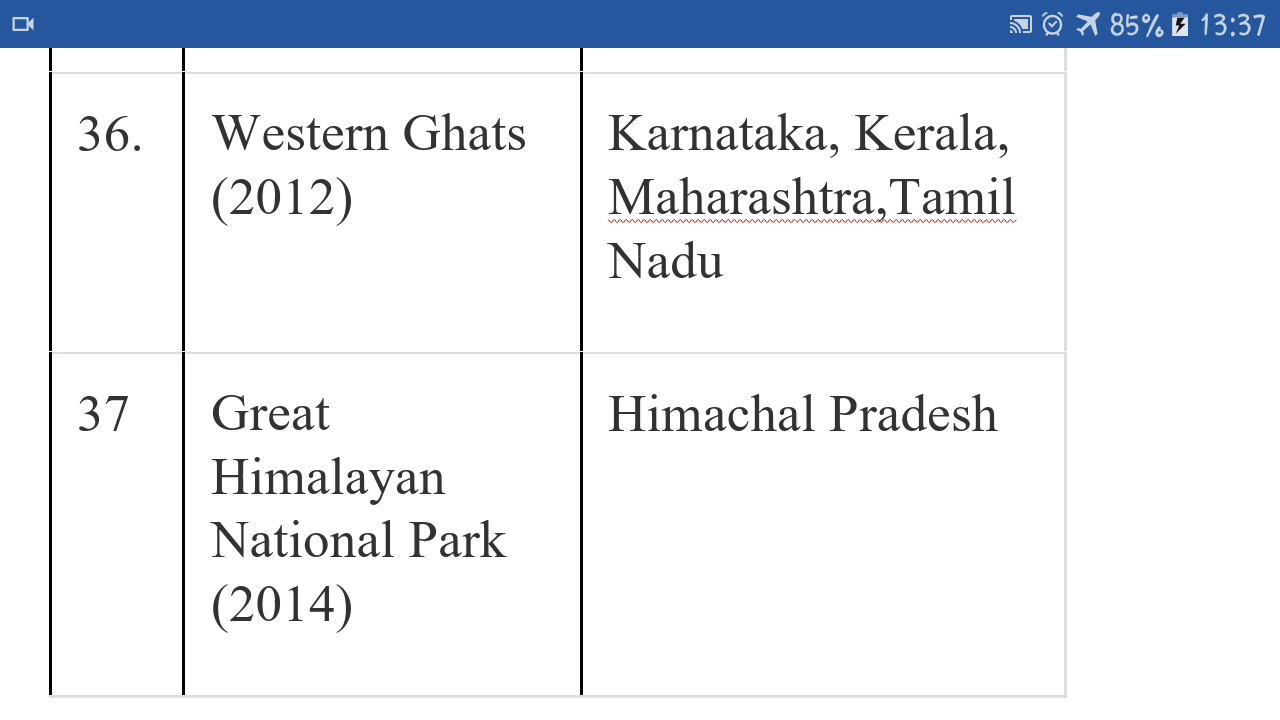 85% 13:37
36. Western Ghats Karnataka, Kerala,
(2012) Maharashtra,Tamil
Nadu
37 Great Himachal Pradesh
Himalayan
National Park
(2014)